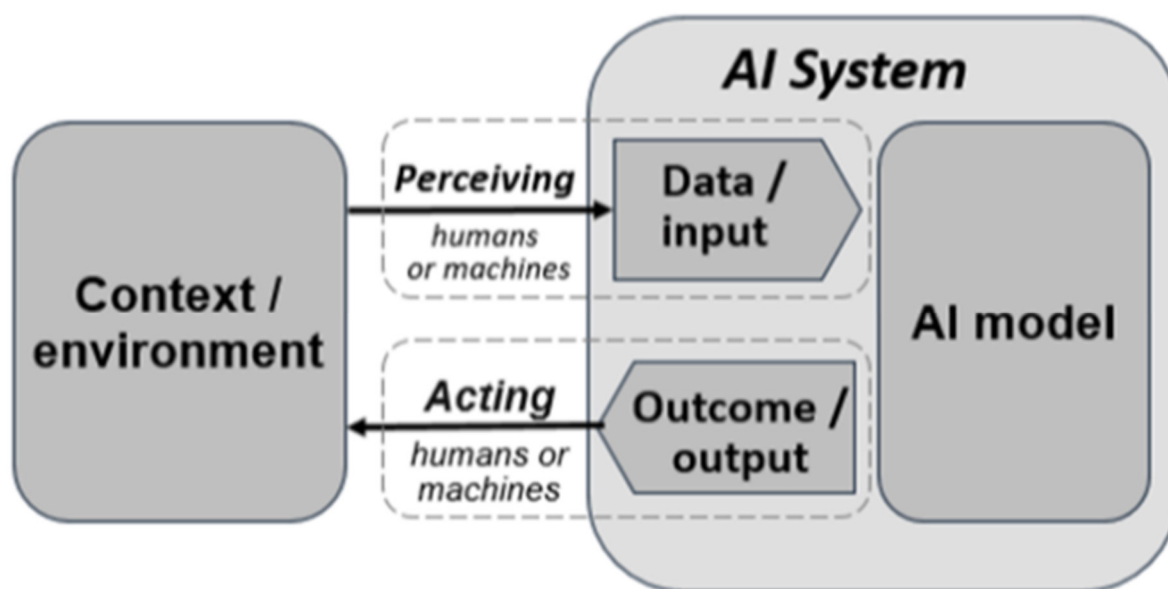 AI System
Perceiving
humans
or machines
Data /
input
Context /
environment
AI model
Acting
humans or
machines
Outcome /
output